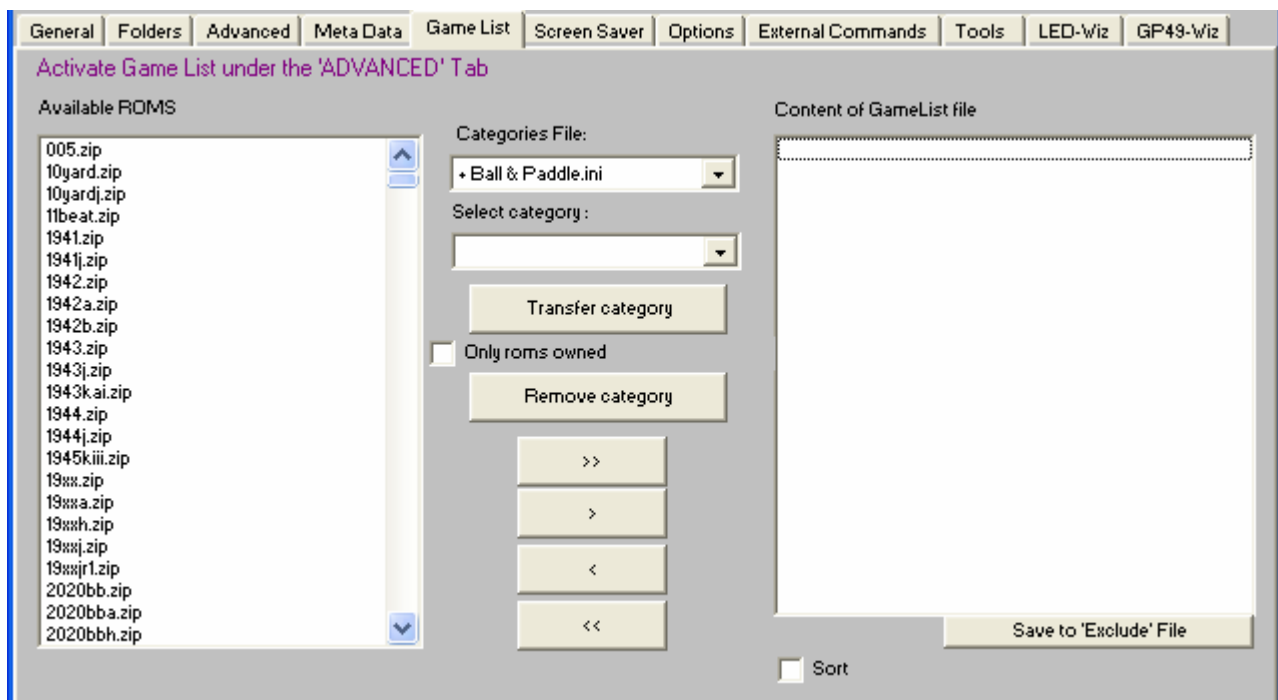 General Folders Advanced Meta Data Game List Screen Saver Options External Commands Tools LED-Wiz GP49-Wiz
Activate Game List under the 'ADVANCED' Tab
Available ROMS
005.zip
10yard.zip
10yardj.zip
11beat.zip
1941.zip
1941j.zip
1942.zip
1942a.zip
1942b.zip
1943.zip
1943j.zip
1943kai.zip
1944.zip
1944j.zip
1945kiii.zip
19xx.zip
19xxa.zip
19xxh.zip
19xxj.zip
19xxjr1.zip
2020bb.zip
2020bba.zip
2020bbh.zip
Categories File:
+ Ball & Paddle.ini
Select category :
Transfer category
Only roms owned
Remove category
>>
>
<
<<
Content of GameList file
Save to 'Exclude' File
Sort